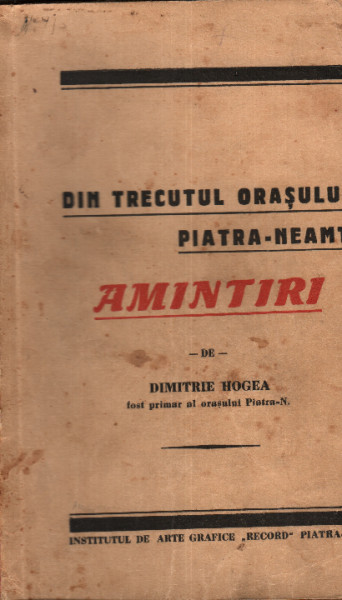 DIN TRECUTUL ORAŞULU
PIATRA-NEAMŢ
AMINTIRI
— DE —
DIMITRIE HOGEA
fost primar al oraşului Piatra-N.
INSTITUTUL DE ARTE GRAFICE „RECORD“ PIATRA-